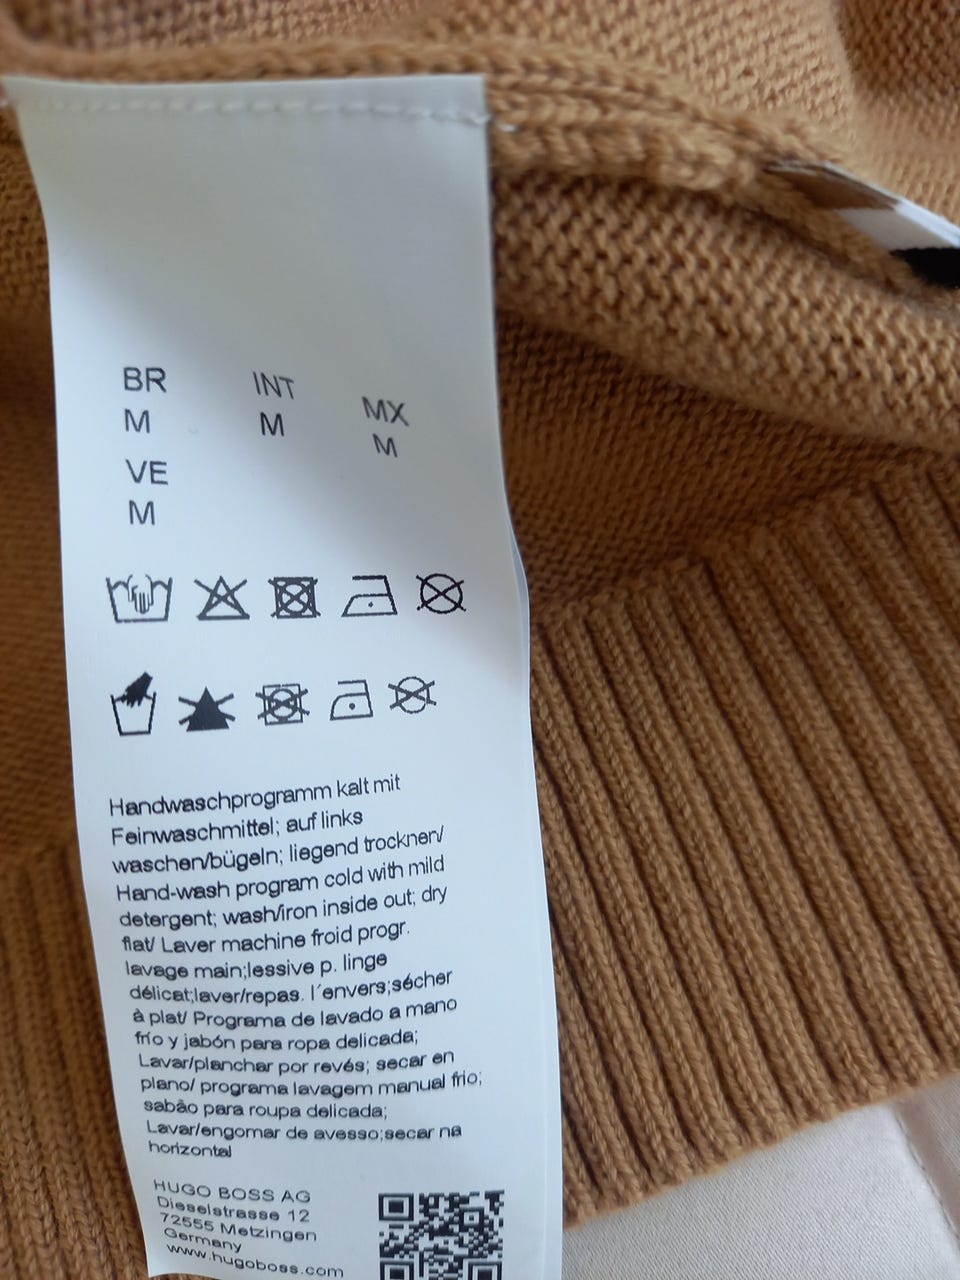 BR INT MX
M M M
VE
M
Handwaschprogramm kalt mit
Feinwaschmittel; auf links
waschen/bügeln; liegend trocknen/
Hand-wash program cold with mild
detergent; wash/iron inside out; dry
flat/ Laver machine froid progr.
lavage main;lessive p. linge
délicat;laver/repas. l´envers;sécher
à plat/ Programa de lavado a mano
frío y jabón para ropa delicada;
Lavar/planchar por revés; secar en
plano/ programa lavagem manual frio;
sabão para roupa delicada;
Lavar/engomar de avesso;secar na
horizontal
HUGO BOSS AG
Dieselstrasse 12
72555 Metzingen
Germany
www.hugoboss.com